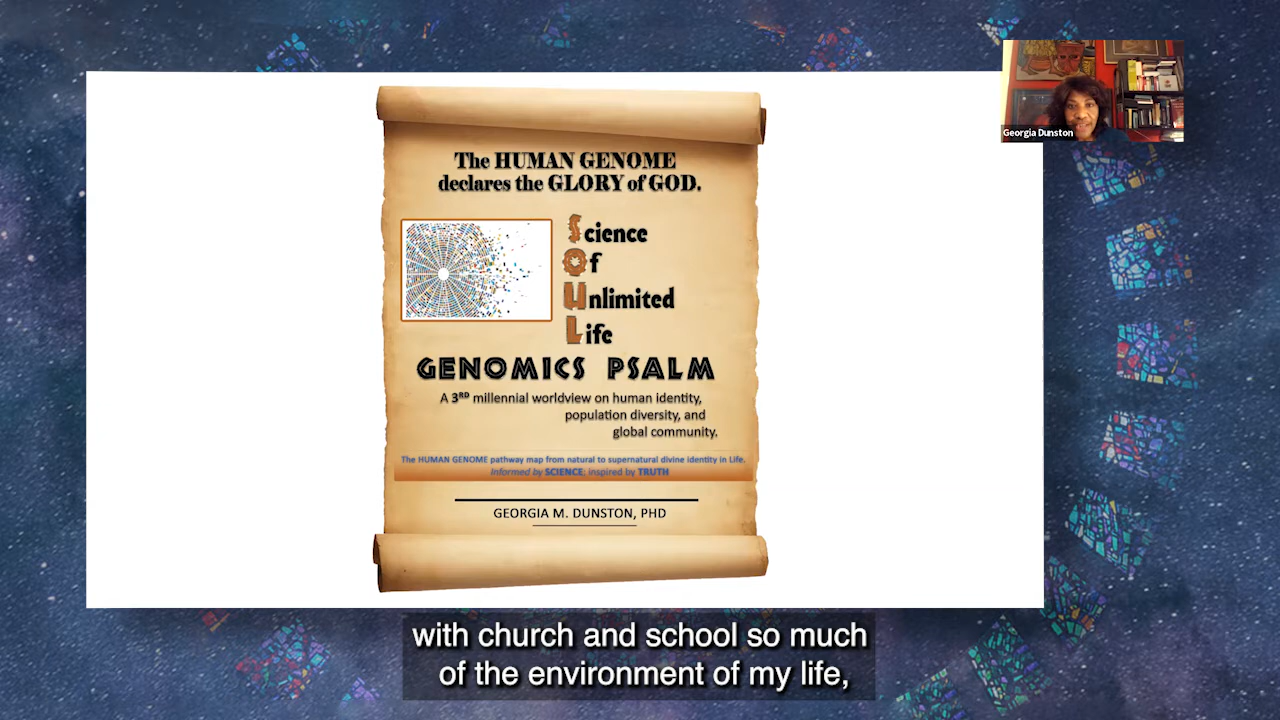 The HUMAN GENOME
declares the GLORY of GOD.
Science
Of
Unlimited
Life
GENOMICS PSALM
A 3RD millennial worldview on human identity,
population diversity, and
global community.
The HUMAN GENOME pathway map from natural to supernatural divine identity in Life.
Informed by SCIENCE; inspired by TRUTH
GEORGIA M. DUNSTON, PHD
Georgia Dunston
with church and school so much
of the environment of my life,